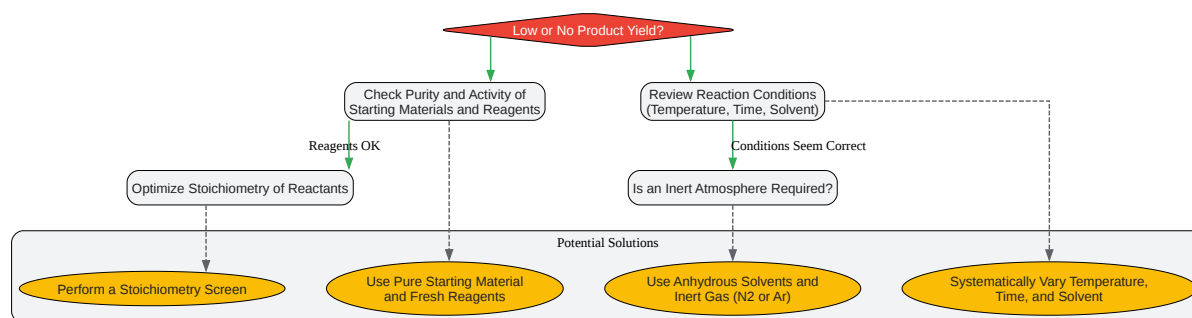 Low or No Product Yield?
Check Purity and Activity of
Starting Materials and Reagents
Review Reaction Conditions
(Temperature, Time, Solvent)
Reagents OK
Conditions Seem Correct
Optimize Stoichiometry of Reactants
Is an Inert Atmosphere Required?
Potential Solutions
Perform a Stoichiometry Screen
Use Pure Starting Material
and Fresh Reagents
Use Anhydrous Solvents and
Inert Gas (N2 or Ar)
Systematically Vary Temperature,
Time, and Solvent